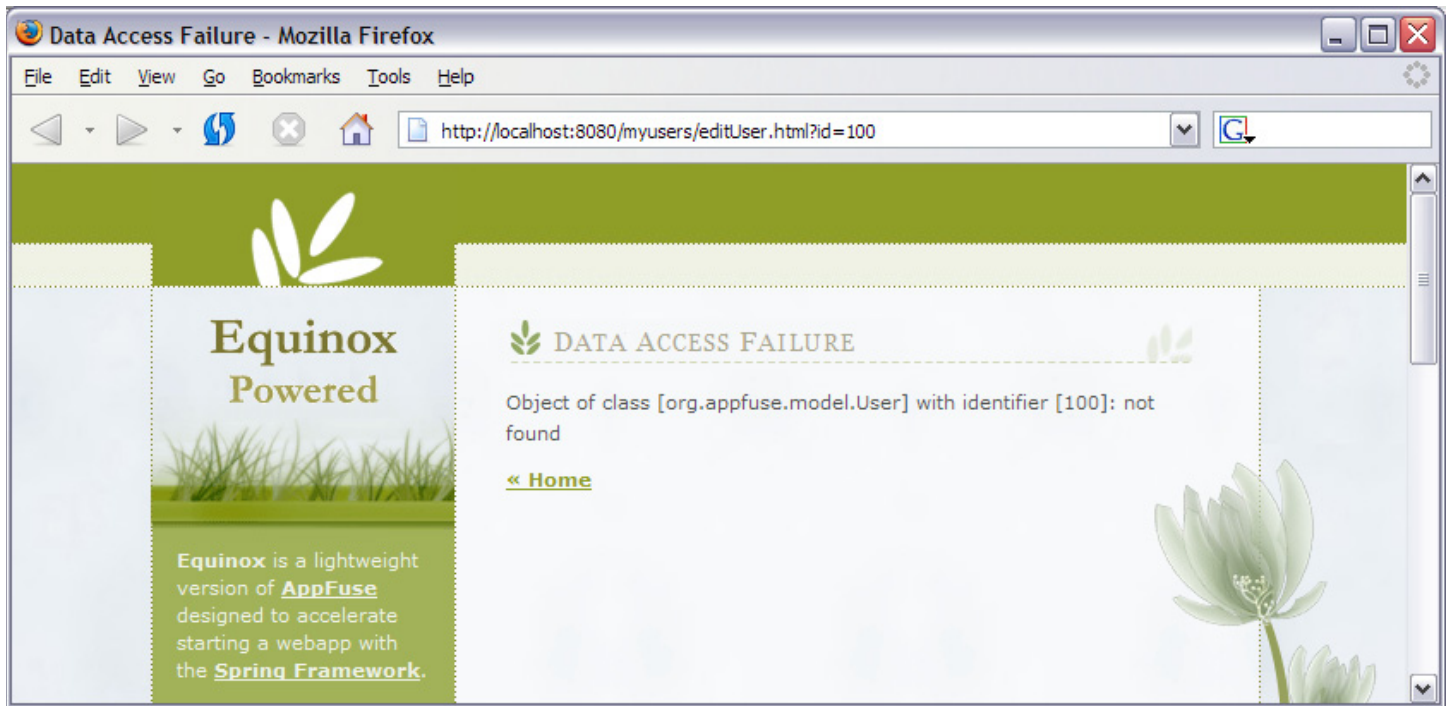 Data Access Failure - Mozilla Firefox
File Edit View Go Bookmarks Tools Help
http://localhost:8080/myusers/editUser.html?id=100
G
Equinox
Powered
Equinox is a lightweight
version of AppFuse
designed to accelerate
starting a webapp with
the Spring Framework.
DATA ACCESS FAILURE
Object of class [org.appfuse.model.User] with identifier [100]: not
found
« Home